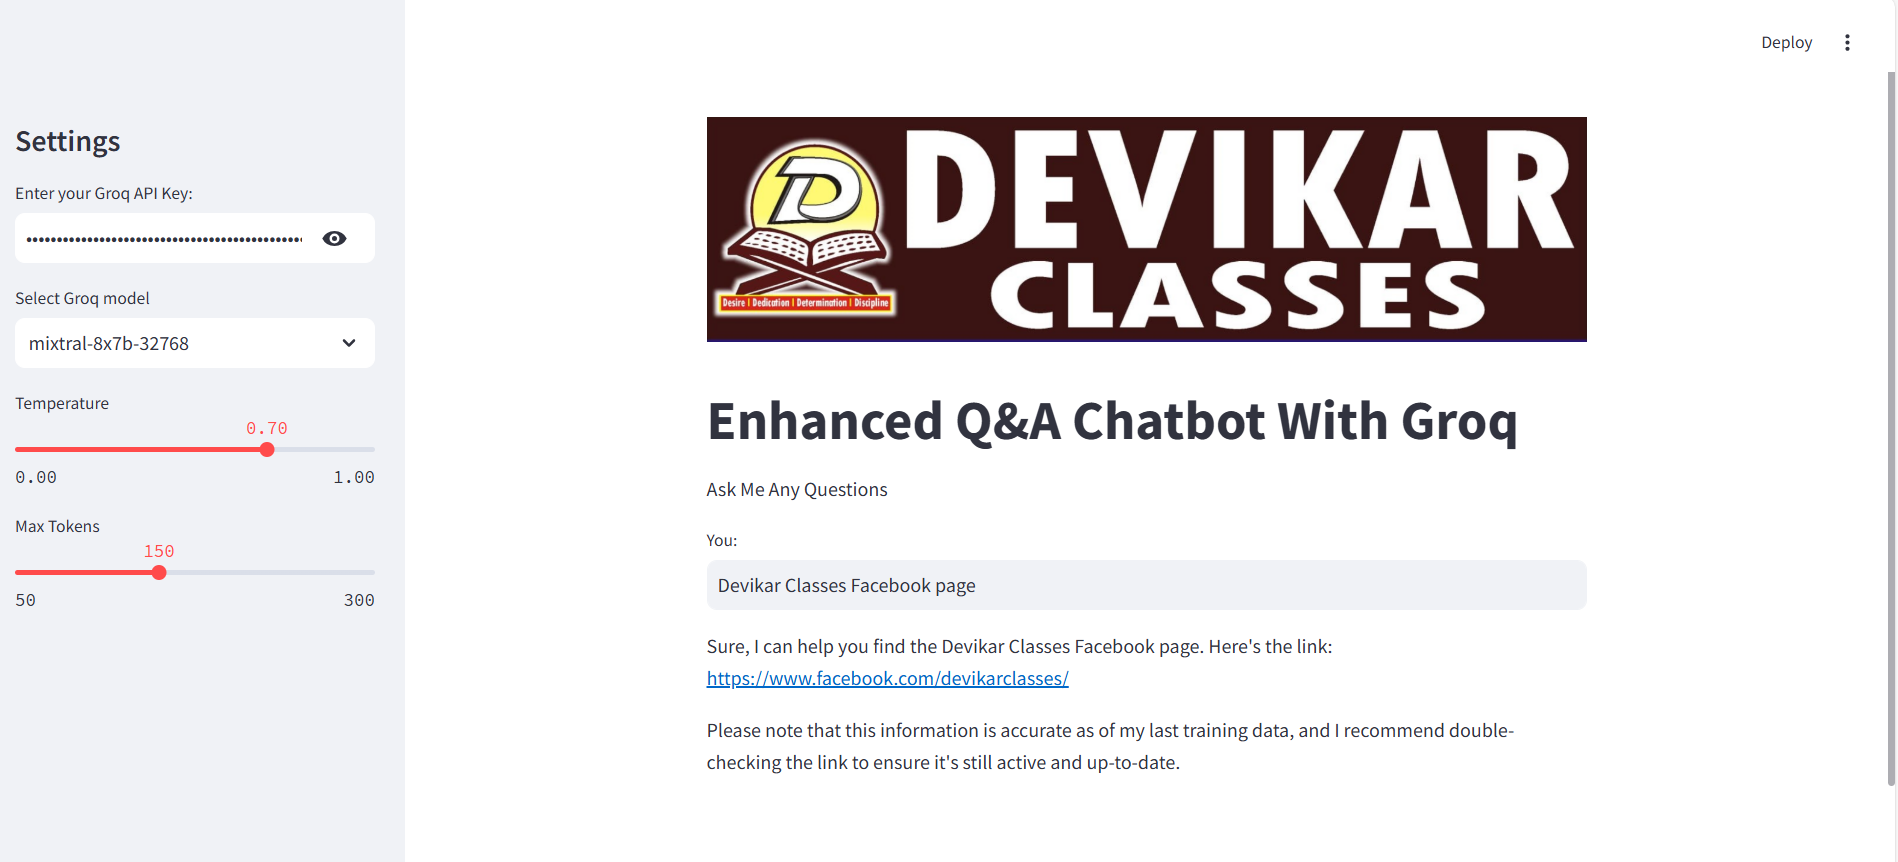 Deploy
Settings
Enter your Groq API Key:
Select Groq model
mixtral-8x7b-32768
Temperature
0.70
0.00 1.00
Max Tokens
150
50 300
D
DEVIKAR
CLASSES
Desire | Dedication | Determination | Discipline
Enhanced Q&A Chatbot With Groq
Ask Me Any Questions
You:
Devikar Classes Facebook page
Sure, I can help you find the Devikar Classes Facebook page. Here's the link:
https://www.facebook.com/devikarclasses/
Please note that this information is accurate as of my last training data, and I recommend double-
checking the link to ensure it's still active and up-to-date.